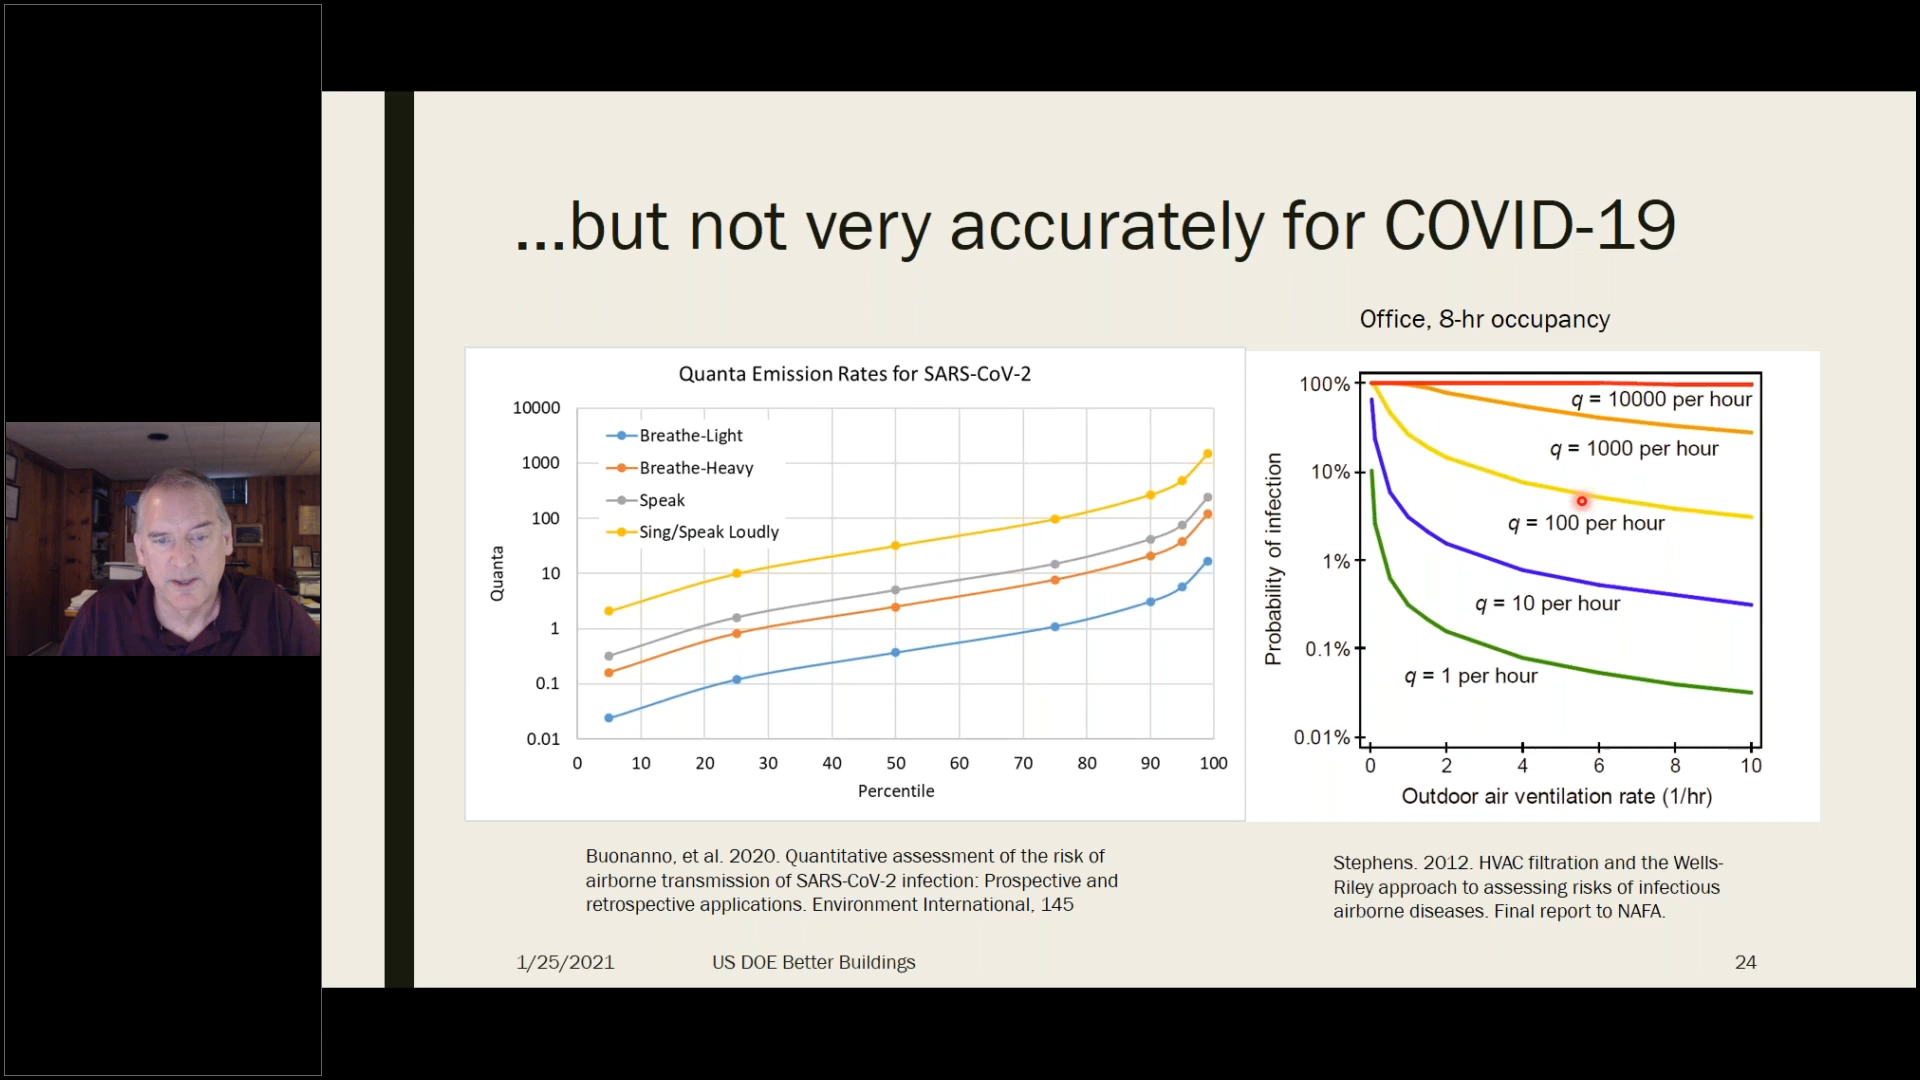 ...but not very accurately for COVID-19
Office, 8-hr occupancy
Quanta Emission Rates for SARS-CoV-2
10000
1000
100
10
1
0.1
0.01
Quanta
Breathe-Light
Breathe-Heavy
Speak
Sing/Speak Loudly
0 10 20 30 40 50 60 70 80 90 100
Percentile
100%
10%
1%
0.1%
0.01%
Probability of infection
q = 10000 per hour
q = 1000 per hour
q = 100 per hour
q = 10 per hour
q = 1 per hour
0 2 4 6 8 10
Outdoor air ventilation rate (1/hr)
Buonanno, et al. 2020. Quantitative assessment of the risk of
airborne transmission of SARS-CoV-2 infection: Prospective and
retrospective applications. Environment International, 145
Stephens. 2012. HVAC filtration and the Wells-
Riley approach to assessing risks of infectious
airborne diseases. Final report to NAFA.
1/25/2021
US DOE Better Buildings
24